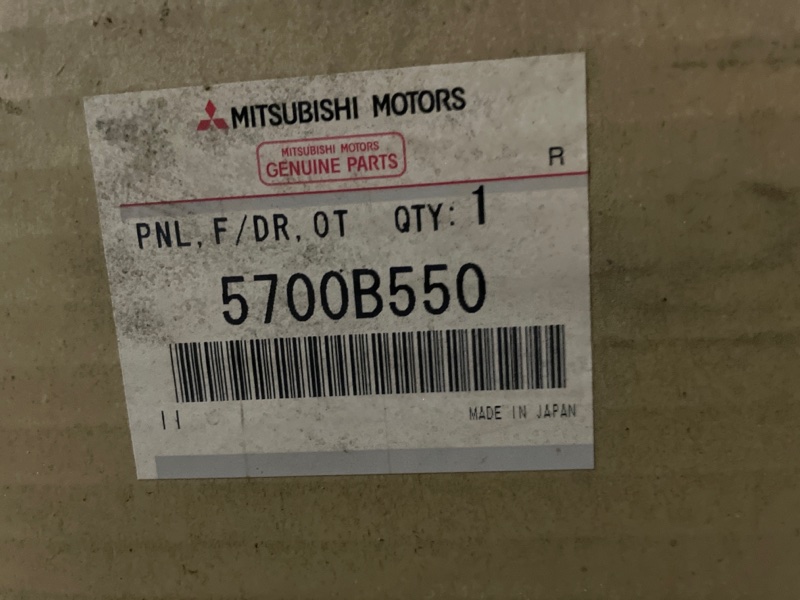 MITSUBISHI MOTORS
MITSUBISHI MOTORS
GENUINE PARTS
R
PNL, F/DR, OT QTY: 1
5700B550
MADE IN JAPAN